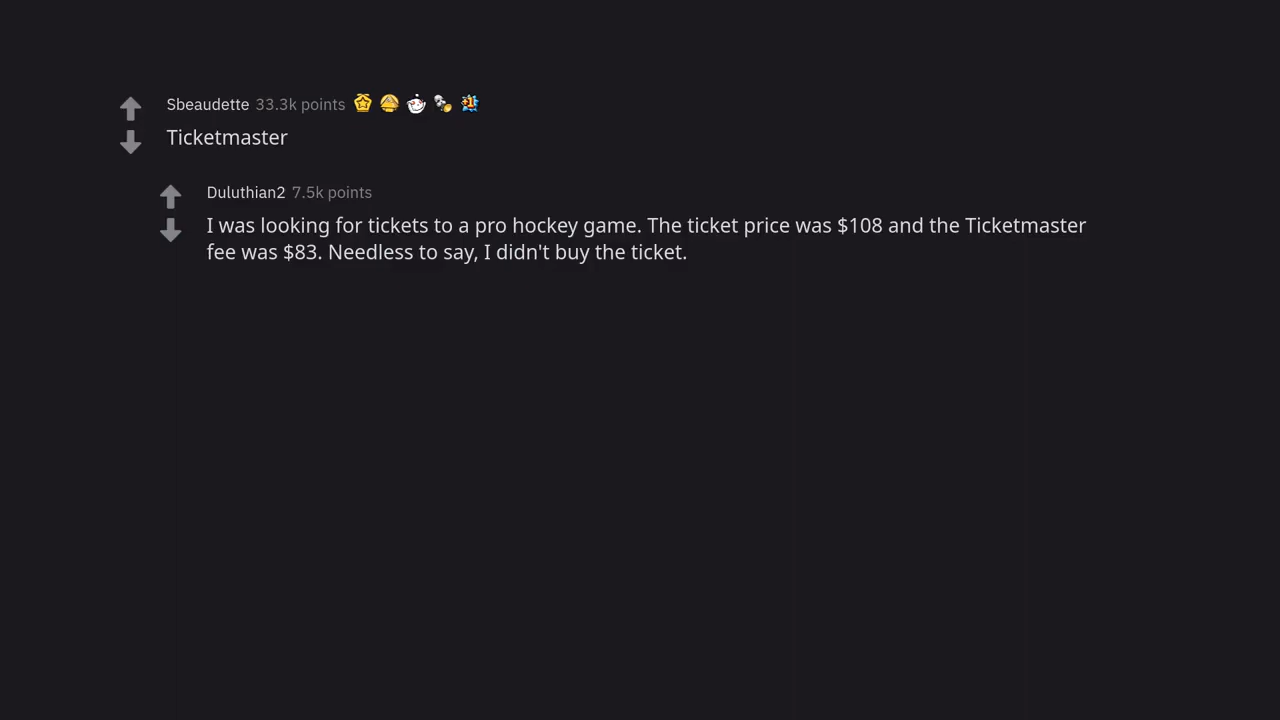 Sbeaudette 33.3k points
Ticketmaster
Duluthian2 7.5k points
I was looking for tickets to a pro hockey game. The ticket price was $108 and the Ticketmaster
fee was $83. Needless to say, I didn't buy the ticket.